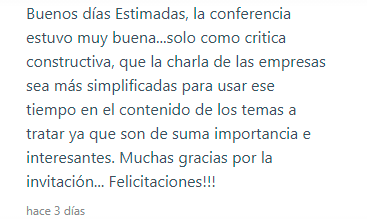 Buenos días Estimadas, la conferencia
estuvo muy buena...solo como critica
constructiva, que la charla de las empresas
sea más simplificadas para usar ese
tiempo en el contenido de los temas a
tratar ya que son de suma importancia e
interesantes. Muchas gracias por la
invitación... Felicitaciones!!!
hace 3 días